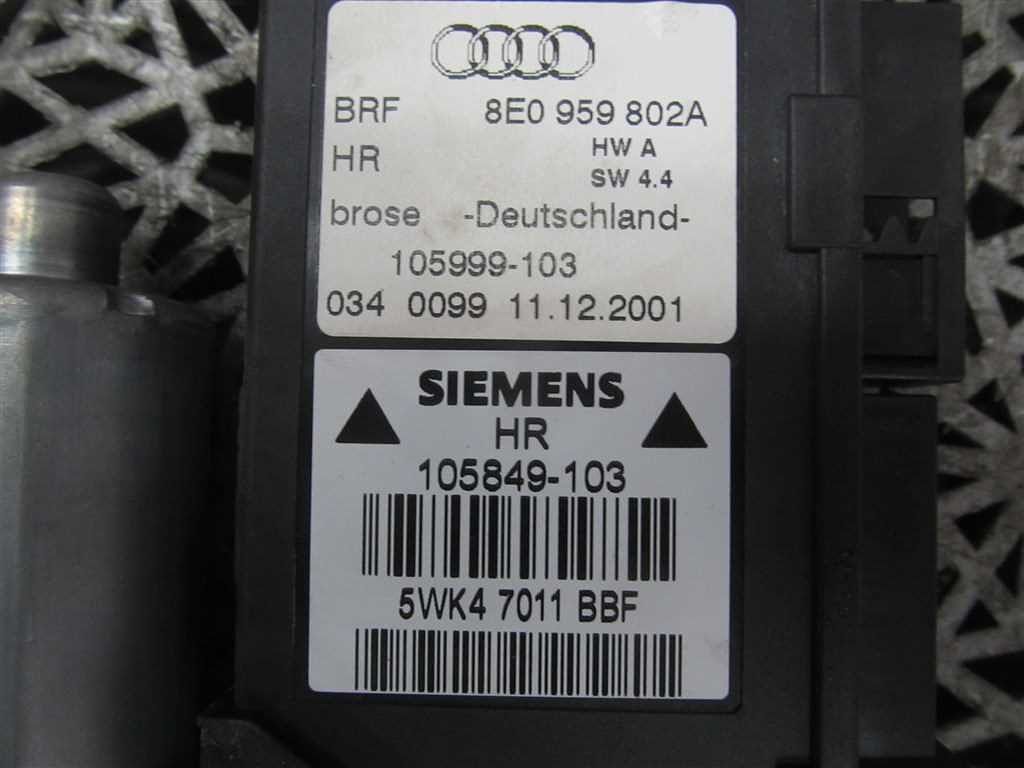 BRF 8E0 959 802A
HR HW A
SW 4.4
brose -Deutschland-
105999-103
034 0099 11.12.2001
SIEMENS
HR
105849-103
5WK4 7011 BBF